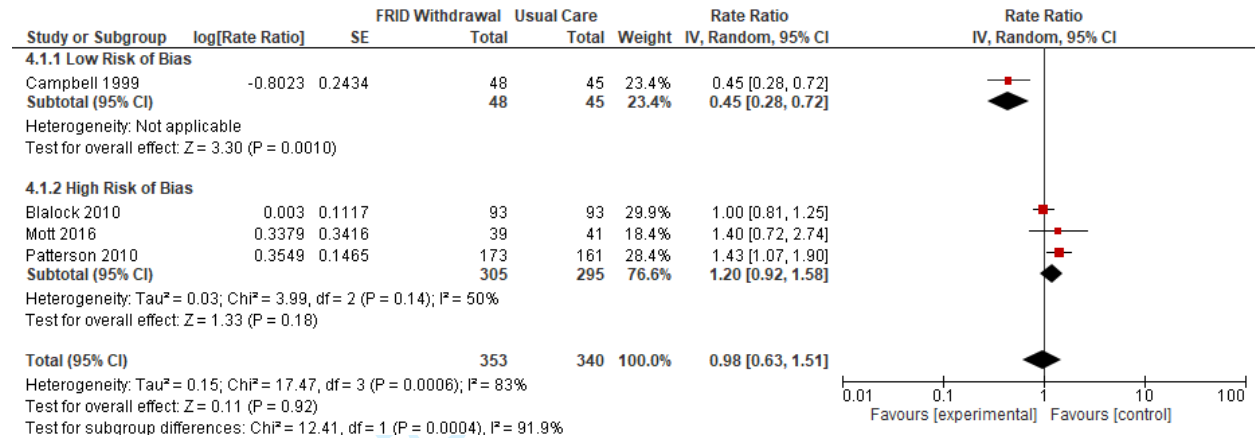 FRID Withdrawal Usual Care Rate Ratio Rate Ratio
Study or Subgroup log[Rate Ratio] SE Total Total Weight IV, Random, 95% CI IV, Random, 95% CI
4.1.1 Low Risk of Bias
Campbell 1999 -0.8023 0.2434 48 45 23.4% 0.45 [0.28, 0.72]
Subtotal (95% CI) 48 45 23.4% 0.45 [0.28, 0.72]
Heterogeneity: Not applicable
Test for overall effect: Z = 3.30 (P = 0.0010)
4.1.2 High Risk of Bias
Blalock 2010 0.003 0.1117 93 93 29.9% 1.00 [0.81, 1.25]
Mott 2016 0.3379 0.3416 39 41 18.4% 1.40 [0.72, 2.74]
Patterson 2010 0.3549 0.1465 173 161 28.4% 1.43 [1.07, 1.90]
Subtotal (95% CI) 305 295 76.6% 1.20 [0.92, 1.58]
Heterogeneity: Tau² = 0.03; Chi² = 3.99, df = 2 (P = 0.14); I² = 50%
Test for overall effect: Z = 1.33 (P = 0.18)
Total (95% CI) 353 340 100.0% 0.98 [0.63, 1.51]
Heterogeneity: Tau² = 0.15; Chi² = 17.47, df = 3 (P = 0.0006); I² = 83%
Test for overall effect: Z = 0.11 (P = 0.92)
Test for subgroup differences: Chi² = 12.41, df = 1 (P = 0.0004), I² = 91.9%
0.01 0.1 1 10 100
Favours [experimental] Favours [control]